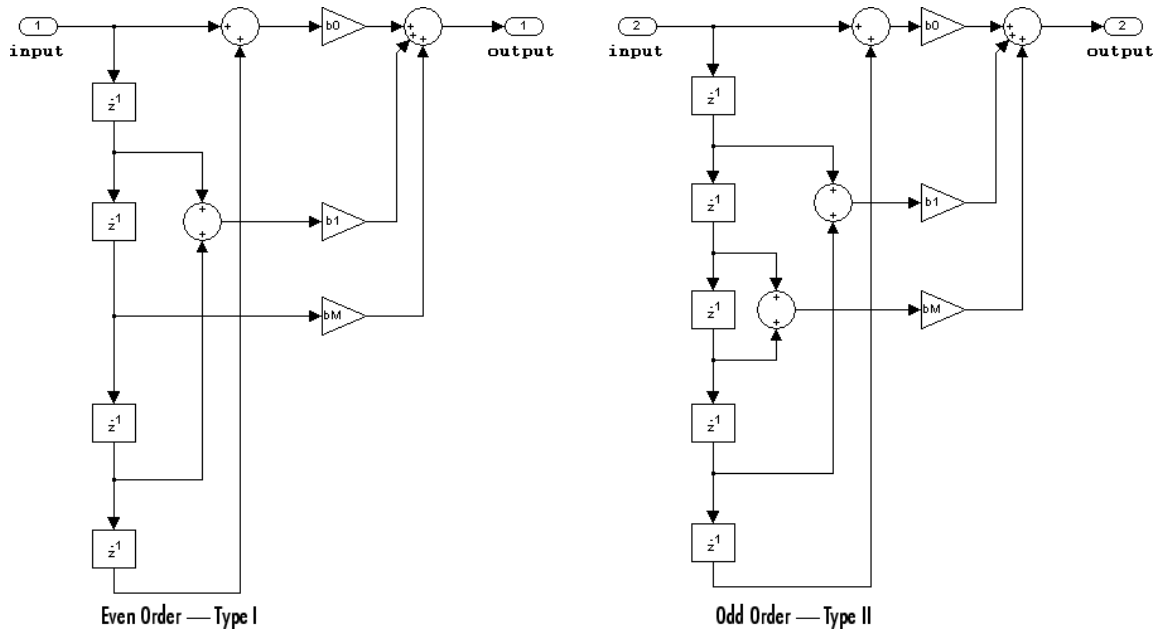 1
input
+
+
b0
+
+
+
1
output
z⁻¹
z⁻¹
+
+
b1
bM
z⁻¹
z⁻¹
Even Order — Type I
2
input
+
+
b0
+
+
+
2
output
z⁻¹
z⁻¹
+
+
b1
z⁻¹
+
+
bM
z⁻¹
z⁻¹
Odd Order — Type II